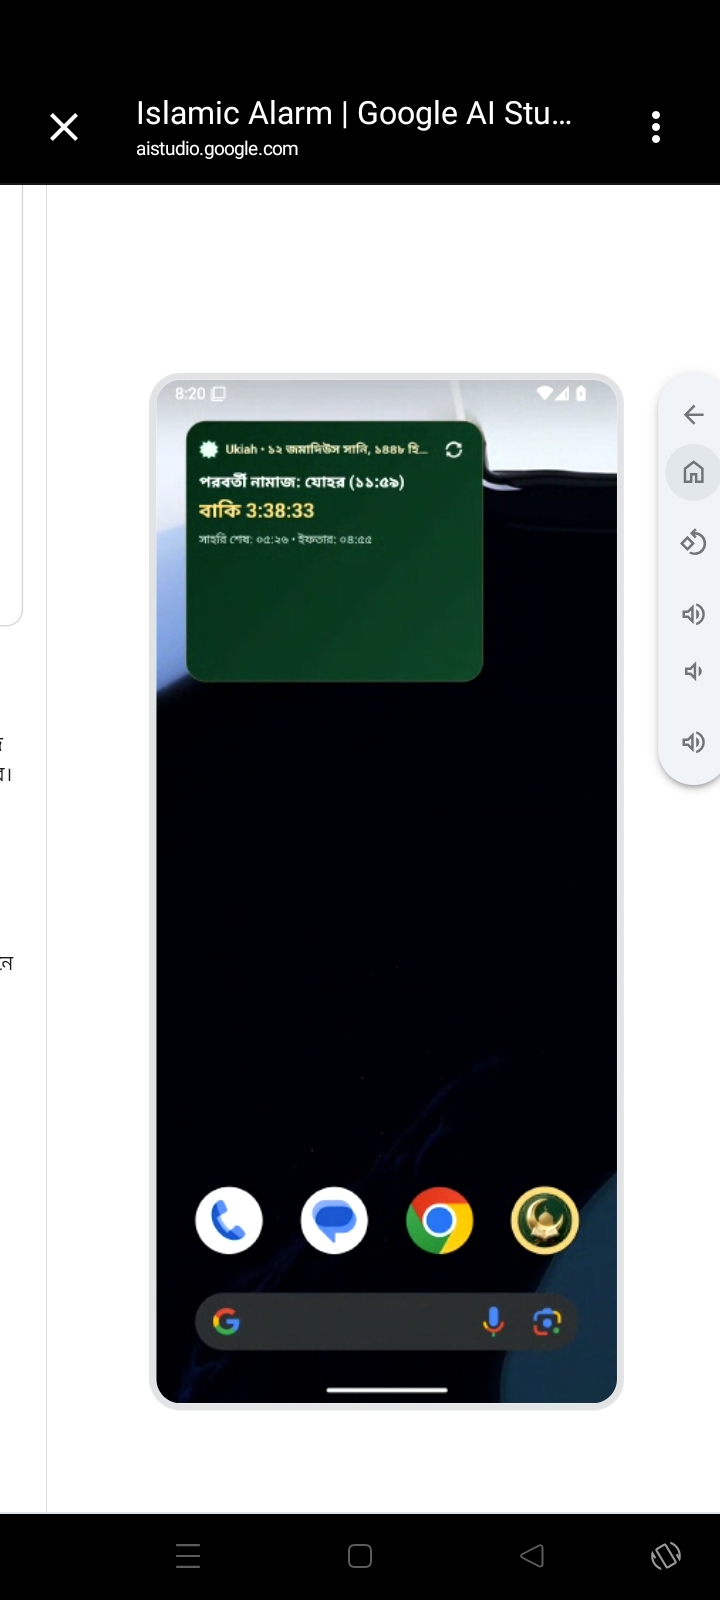 Islamic Alarm | Google AI Stu...
aistudio.google.com
8:20
Ukiah • ১২ জমাদিউস সানি, ১৪৪৮ হি...
পরবর্তী নামাজ: যোহর (১১:৫৯)
বাকি 3:38:33
সাহরি শেষ: ০৫:২৬ • ইফতার: ০৪:৫৫
র।
নে